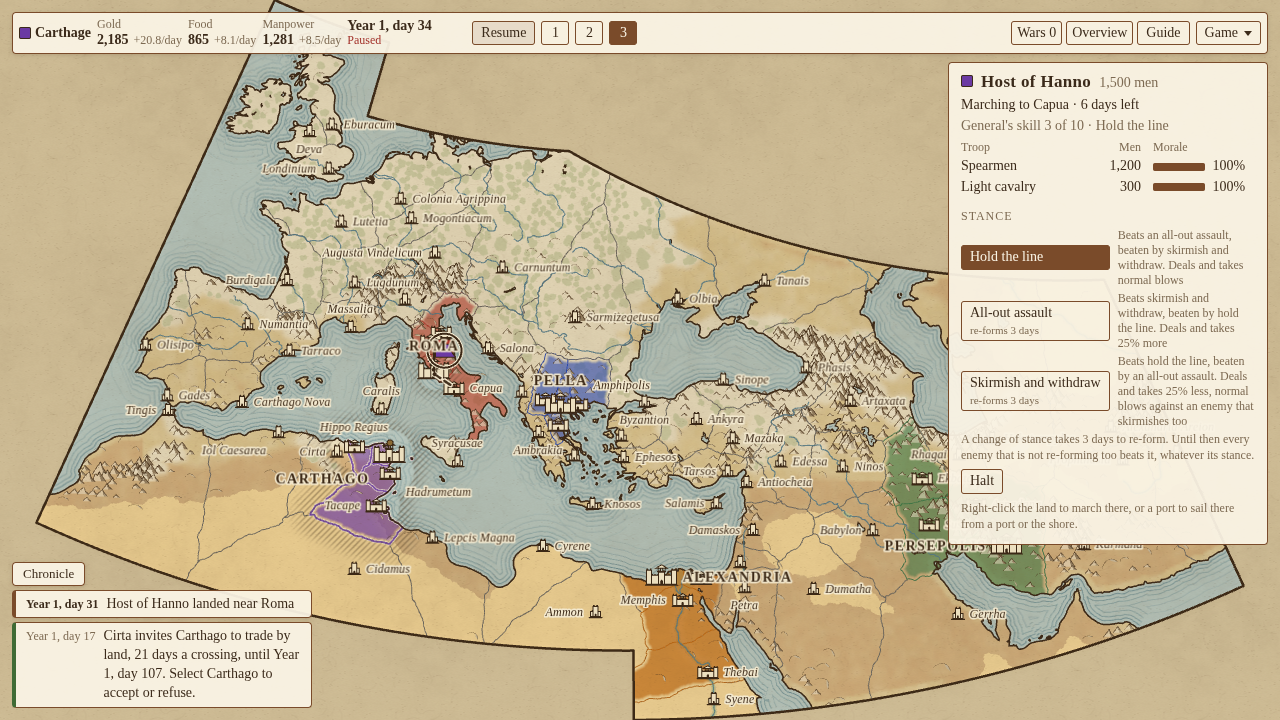 Carthage
Gold
2,185 +20.8/day
Food
865 +8.1/day
Manpower
1,281 +8.5/day
Year 1, day 34
Paused
Resume
1
2
3
Wars 0
Overview
Guide
Game
Host of Hanno 1,500 men
Marching to Capua · 6 days left
General's skill 3 of 10 · Hold the line
Troop Men Morale
Spearmen 1,200 100%
Light cavalry 300 100%
STANCE
Hold the line
Beats an all-out assault,
beaten by skirmish and
withdraw. Deals and takes
normal blows
All-out assault
re-forms 3 days
Beats skirmish and
withdraw, beaten by hold
the line. Deals and takes
25% more
Skirmish and withdraw
re-forms 3 days
Beats hold the line, beaten
by all-out assault. Deals
and takes 25% less, normal
blows against an enemy that
skirmishes too
A change of stance takes 3 days to re-form. Until then every
enemy that is not re-forming too beats it, whatever its stance.
Halt
Right-click the land to march there, or a port to sail there
from a port or the shore.
Eburacum
Deva
Londinium
Colonia Agrippina
Lutetia
Mogontiacum
Augusta Vindelicum
Carnuntum
Burdigala
Lugdunum
Olbia
Tanais
Massalia
Numantia
Sarmizegetusa
Olisipo
Tarraco
ROMA
Salona
Phasis
PELLA
Amphipolis
Sinope
Caralis
Capua
Gades
Carthago Nova
Artaxata
Tingis
Byzantion
Ankyra
Hippo Regius
Mazaka
Iol Caesarea
Cirta
Syracusae
Ambrakia
Ephesos
Edessa
Ninos
Rhagai
Tarsos
CARTHAGO
Hadrumetum
Antiocheia
Tacape
Knosos
Salamis
Damaskos
Babylon
Lepcis Magna
Cyrene
PERSEPOLIS
Karmana
Cidamus
ALEXANDRIA
Dumatha
Memphis
Petra
Ammon
Gerrha
Thebai
Syene
Chronicle
Year 1, day 31 Host of Hanno landed near Roma
Year 1, day 17 Cirta invites Carthago to trade by
land, 21 days a crossing, until Year
1, day 107. Select Carthago to
accept or refuse.